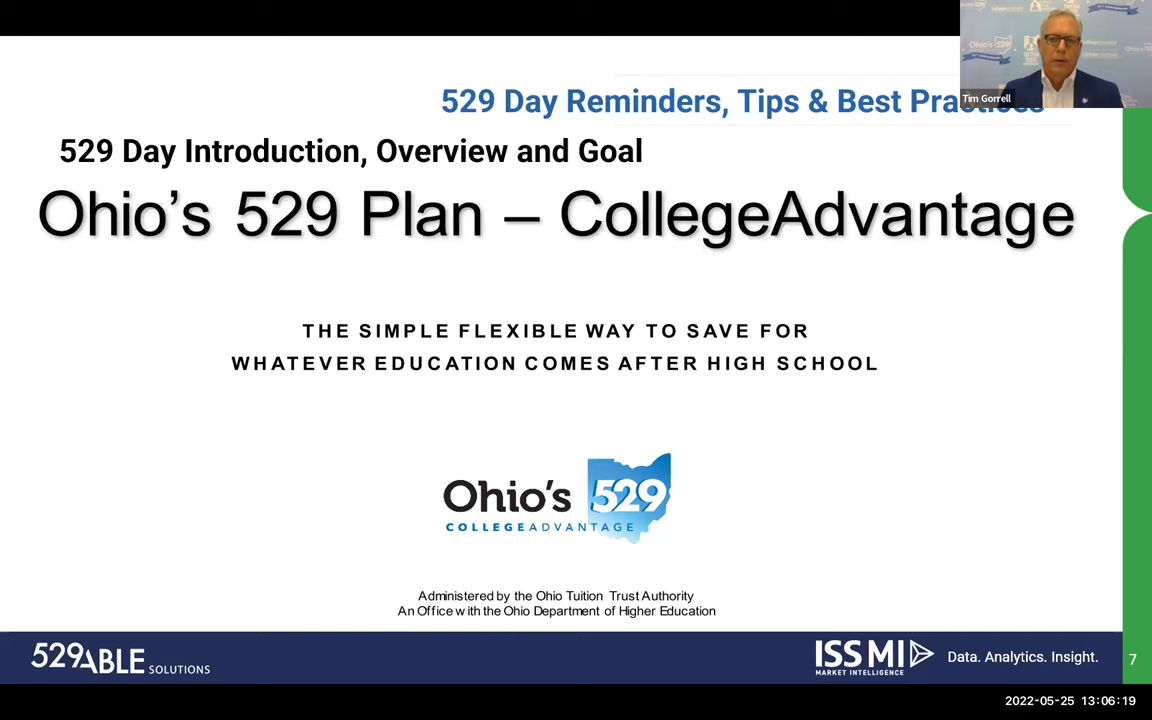 529 Day Reminders, Tips & Best Practices
Tim Gorrell
529 Day Introduction, Overview and Goal
Ohio's 529 Plan – CollegeAdvantage
THE SIMPLE FLEXIBLE WAY TO SAVE FOR
WHATEVER EDUCATION COMES AFTER HIGH SCHOOL
Ohio's 529
COLLEGEADVANTAGE
Administered by the Ohio Tuition Trust Authority
An Office with the Ohio Department of Higher Education
529ABLE SOLUTIONS
ISS MI
MARKET INTELLIGENCE
Data. Analytics. Insight.
7
2022-05-25 13:06:19